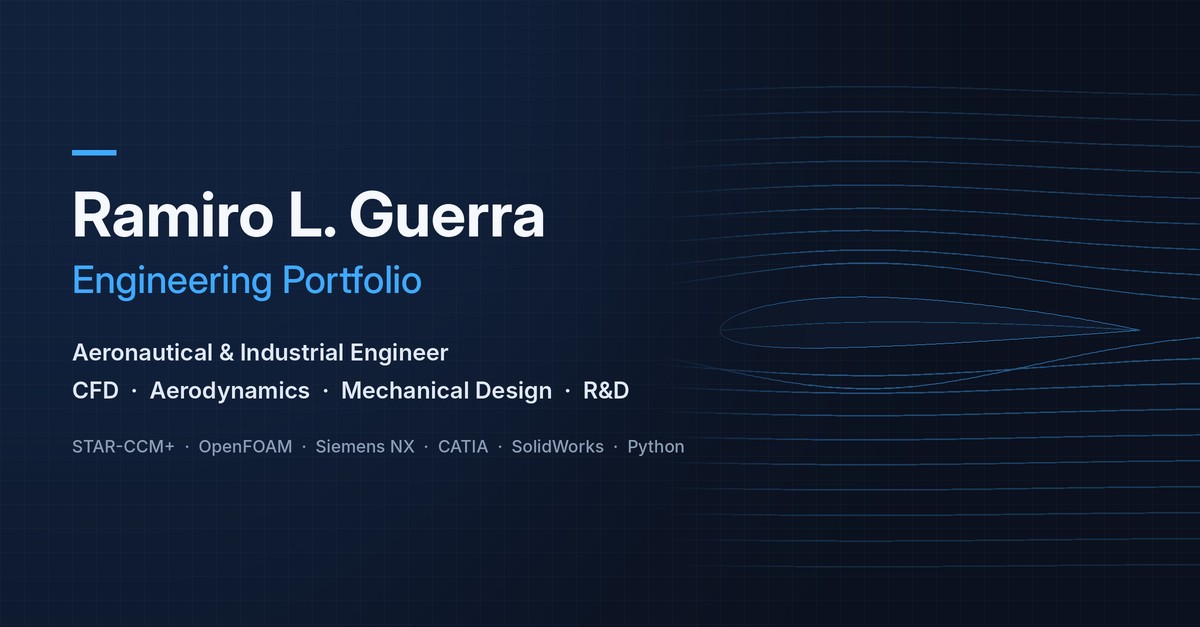 Ramiro L. Guerra
Engineering Portfolio
Aeronautical & Industrial Engineer
CFD · Aerodynamics · Mechanical Design · R&D
STAR-CCM+ · OpenFOAM · Siemens NX · CATIA · SolidWorks · Python